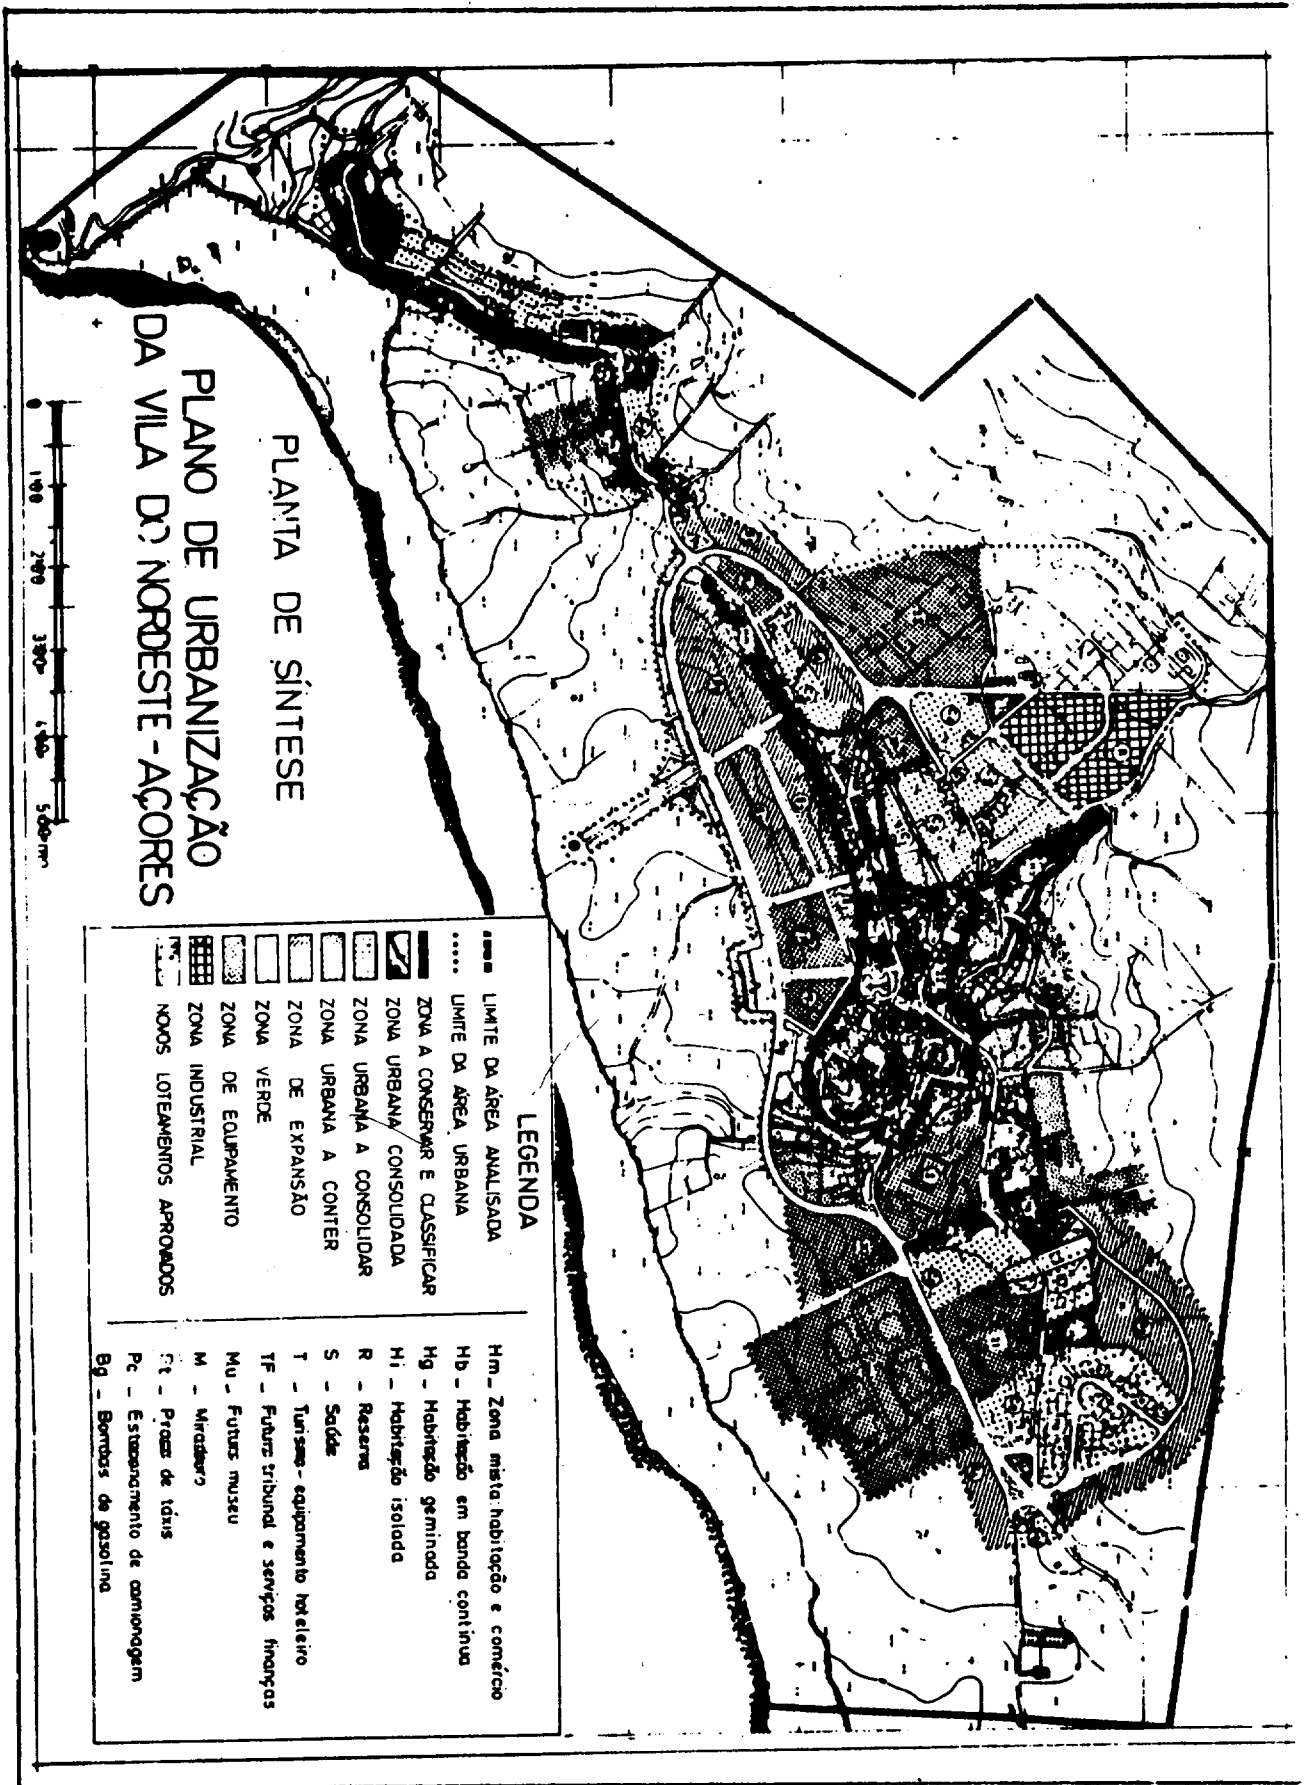 PLANTA DE SÍNTESE
PLANO DE URBANIZAÇÃO
DA VILA DO NORDESTE - AÇORES
0 100 200 300 400 500m
LEGENDA
LIMITE DA ÁREA ANALISADA
LIMITE DA ÁREA URBANA
ZONA A CONSERVAR E CLASSIFICAR
ZONA URBANA CONSOLIDADA
ZONA URBANA A CONSOLIDAR
ZONA URBANA A CONTER
ZONA DE EXPANSÃO
ZONA VERDE
ZONA DE EQUIPAMENTO
ZONA INDUSTRIAL
NOVOS LOTEAMENTOS APROVADOS
Hm _ Zona mista: habitação e comércio
Hb _ Habitação em banda continua
Hg _ Habitação geminada
Hi _ Habitação isolada
R _ Reserva
S _ Saúde
T _ Turismo - equipamento hoteleiro
TF _ Futuro tribunal e serviços finanças
Mu _ Futuro museu
M _ Miradouro
Pt _ Praça de táxis
Pc _ Estacionamento de camionagem
Bg _ Bombas de gasolina